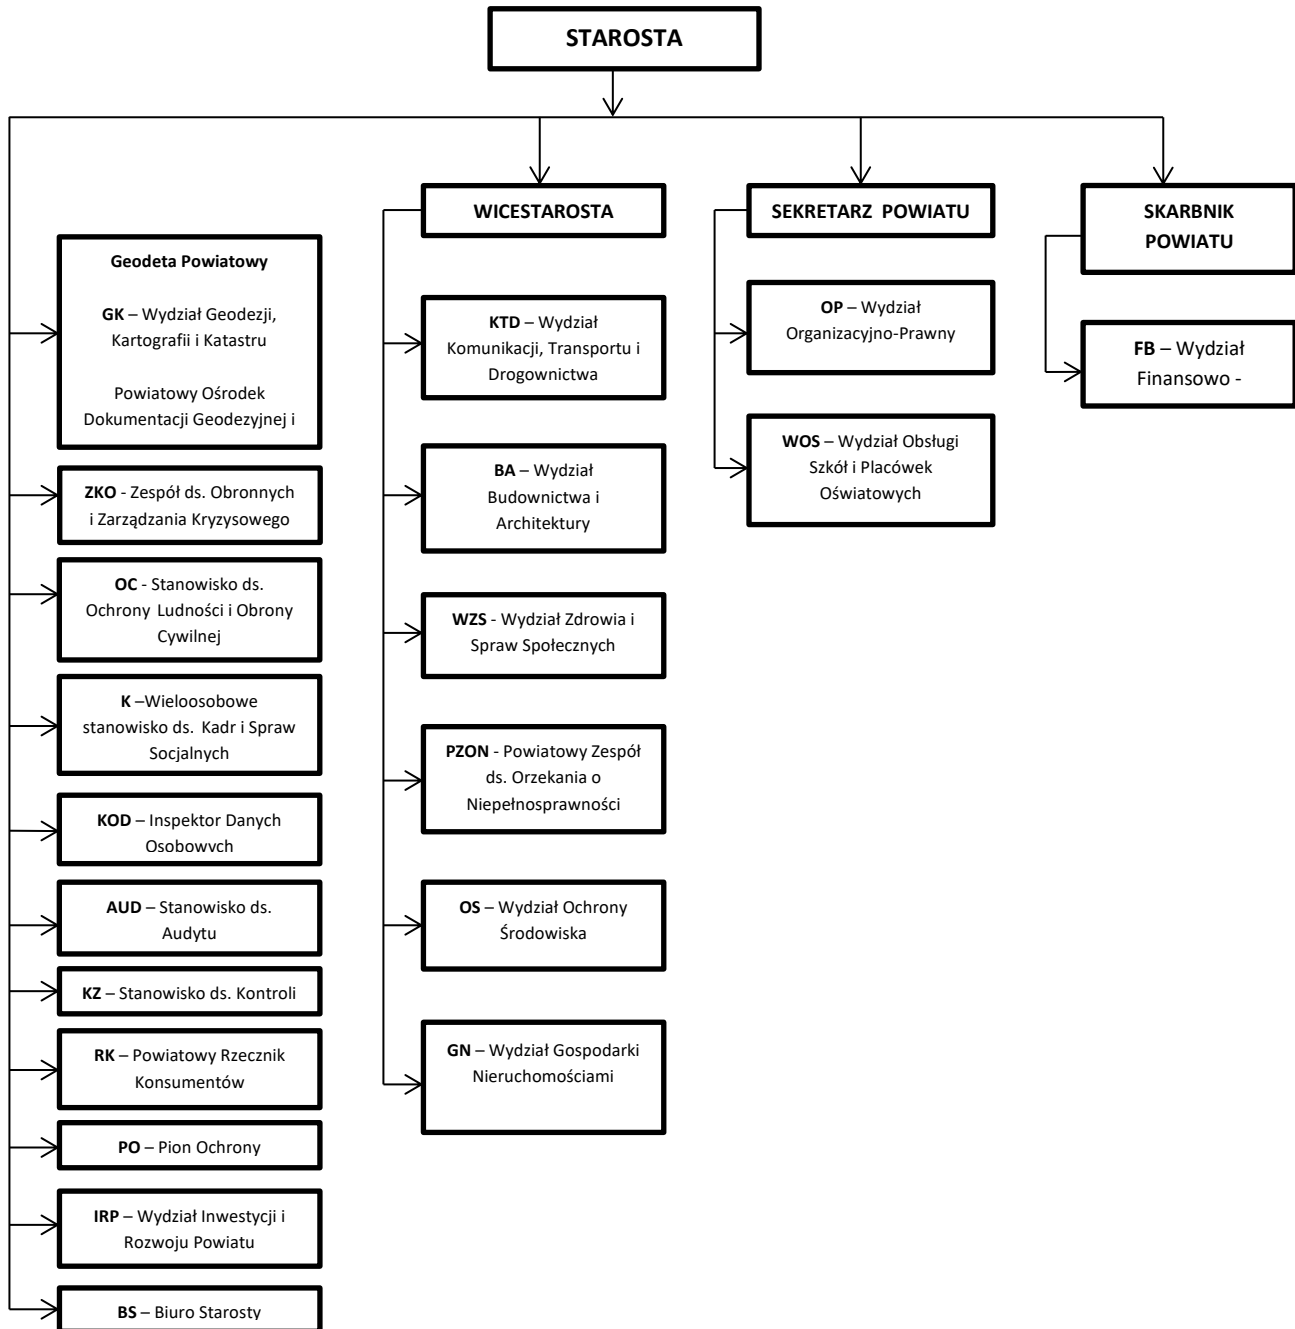 STAROSTA
WICESTAROSTA
SEKRETARZ POWIATU
SKARBNIK
POWIATU
Geodeta Powiatowy
GK – Wydział Geodezji,
Kartografii i Katastru
Powiatowy Ośrodek
Dokumentacji Geodezyjnej i
ZKO - Zespół ds. Obronnych
i Zarządzania Kryzysowego
OC - Stanowisko ds.
Ochrony Ludności i Obrony
Cywilnej
K –Wieloosobowe
stanowisko ds. Kadr i Spraw
Socjalnych
KOD – Inspektor Danych
Osobowych
AUD – Stanowisko ds.
Audytu
KZ – Stanowisko ds. Kontroli
RK – Powiatowy Rzecznik
Konsumentów
PO – Pion Ochrony
IRP – Wydział Inwestycji i
Rozwoju Powiatu
BS – Biuro Starosty
KTD – Wydział
Komunikacji, Transportu i
Drogownictwa
BA – Wydział
Budownictwa i
Architektury
WZS - Wydział Zdrowia i
Spraw Społecznych
PZON - Powiatowy Zespół
ds. Orzekania o
Niepełnosprawności
OS – Wydział Ochrony
Środowiska
GN – Wydział Gospodarki
Nieruchomościami
OP – Wydział
Organizacyjno-Prawny
WOS – Wydział Obsługi
Szkół i Placówek
Oświatowych
FB – Wydział
Finansowo -